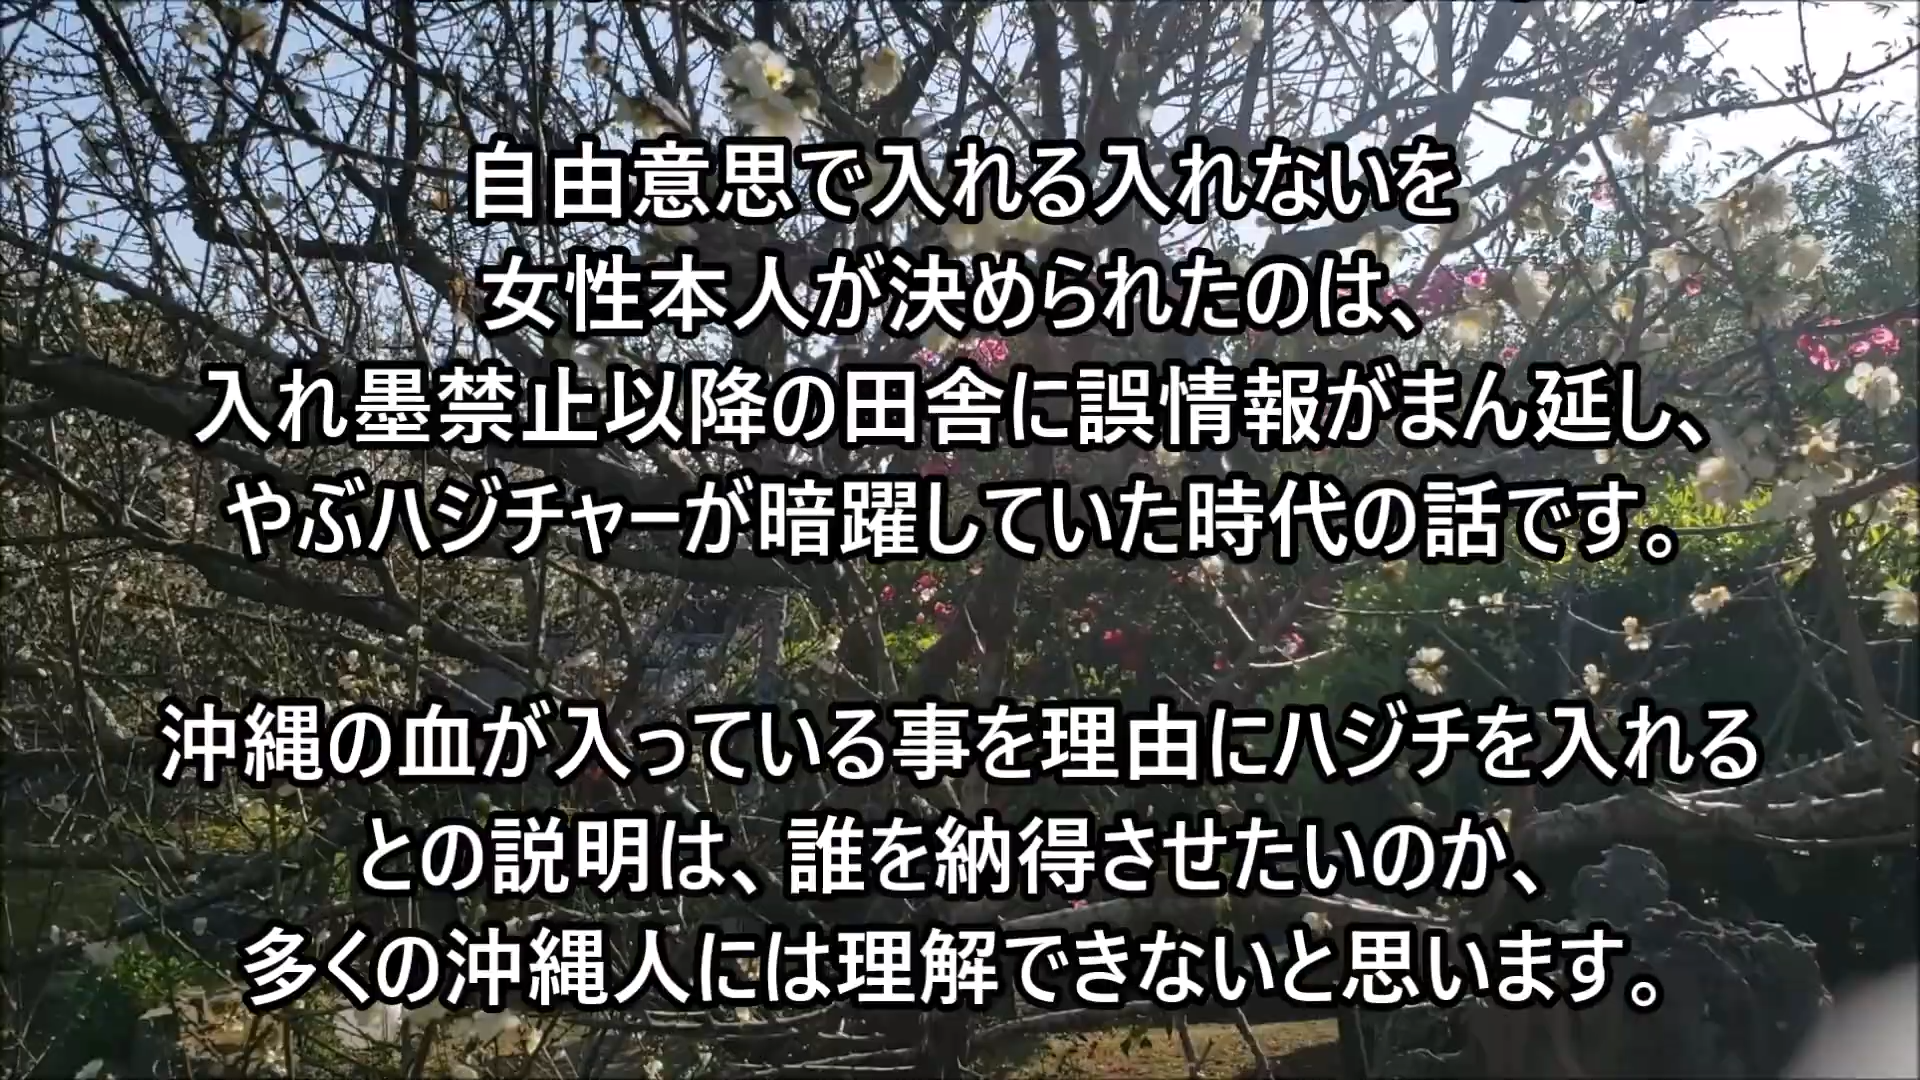 自由意思で入れる入れないを
女性本人が決められたのは、
入れ墨禁止以降の田舎に誤情報がまん延し、
やぶハジチャーが暗躍していた時代の話です。
沖縄の血が入っている事を理由にハジチを入れる
との説明は、誰を納得させたいのか、
多くの沖縄人には理解できないと思います。